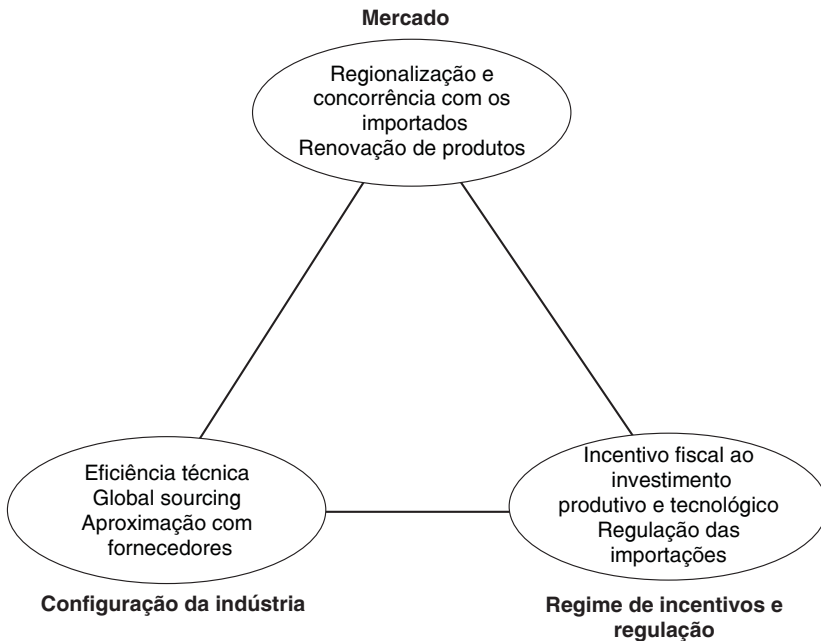 Mercado
Regionalização e
concorrência com os
importados
Renovação de produtos
Eficiência técnica
Global sourcing
Aproximação com
fornecedores
Configuração da indústria
Incentivo fiscal ao
investimento
produtivo e tecnológico
Regulação das
importações
Regime de incentivos e
regulação